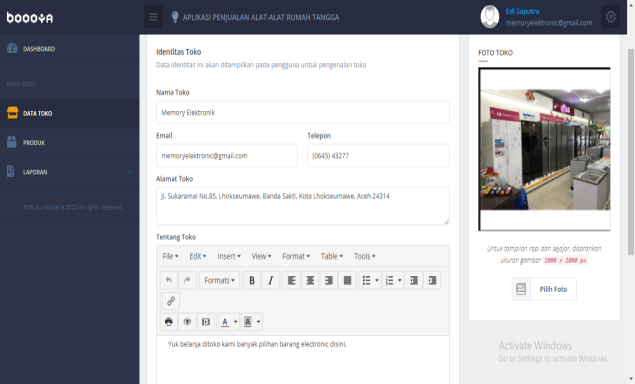 boooya
APLIKASI PENJUALAN ALAT-ALAT RUMAH TANGGA
Edi Saputra
memoryelektronic@gmail.com
DASHBOARD
MAIN MENU
DATA TOKO
PRODUK
LAPORAN
© Nurul Shafeera 2020 All rights reserved.
Identitas Toko
Data identitas ini akan ditampilkan pada pengguna untuk pengenalan toko
Nama Toko
Memory Elektronik
Email
Telepon
memoryelektronic@gmail.com
(0645) 43277
Alamat Toko
Jl. Sukaramai No.85, Lhokseumawe, Banda Sakti, Kota Lhokseumawe, Aceh 24314
Tentang Toko
File Edit Insert View Format Table Tools
Formats B I
A A
Yuk belanja ditoko kami banyak pilihan barang electronic disini.
FOTO TOKO
LG
Untuk tampilan rapi dan sejajar, disarankan
ukuran gambar 1000 x 1000 px
Pilih Foto
Activate Windows
Go to Settings to activate Windows.